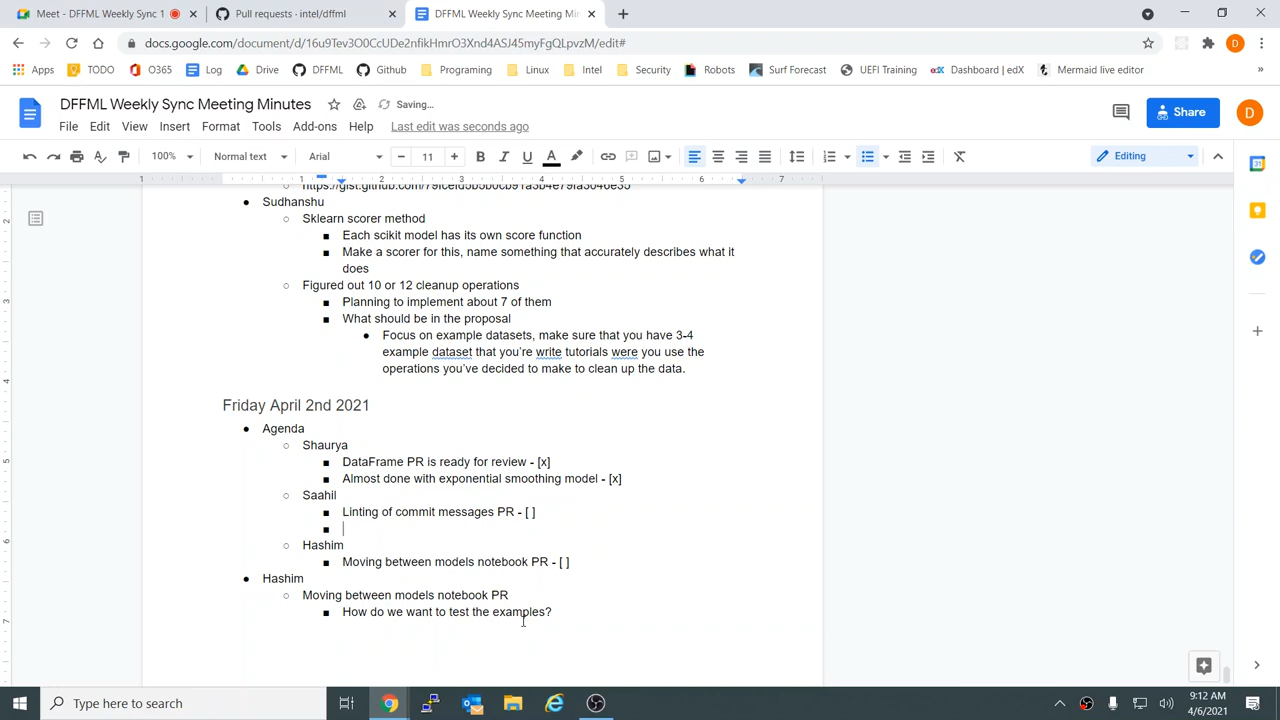 Meet - DFFML Weekly Sync 1
Pull requests · intel/dffml
DFFML Weekly Sync Meeting Min
docs.google.com/document/d/16u9Tev3O0CcUDe2nfikHmrO3Xnd4ASJ45myFgQLpvzM/edit#
Apps TODO O365 Log Drive DFFML Github Programing Linux Intel Security Robots Surf Forecast UEFI Training Dashboard | edX Mermaid live editor
DFFML Weekly Sync Meeting Minutes
Saving…
Share
File Edit View Insert Format Tools Add-ons Help Last edit was seconds ago
100% Normal text Arial 11 Editing
Sudhanshu
Sklearn scorer method
Each scikit model has its own score function
Make a scorer for this, name something that accurately describes what it
does
Figured out 10 or 12 cleanup operations
Planning to implement about 7 of them
What should be in the proposal
Focus on example datasets, make sure that you have 3-4
example dataset that you're write tutorials were you use the
operations you've decided to make to clean up the data.
Friday April 2nd 2021
Agenda
Shaurya
DataFrame PR is ready for review - [x]
Almost done with exponential smoothing model - [x]
Saahil
Linting of commit messages PR - [ ]
Hashim
Moving between models notebook PR - [ ]
Hashim
Moving between models notebook PR
How do we want to test the examples?
Type here to search
9:12 AM
4/6/2021